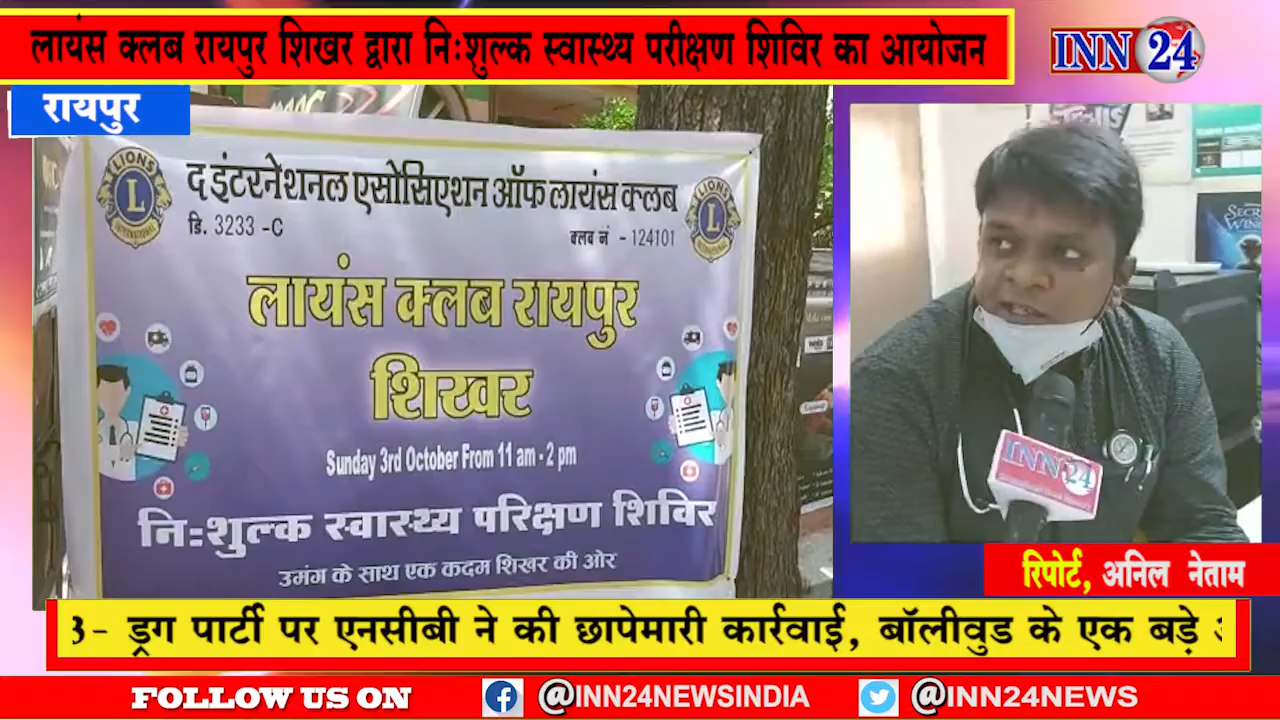 लायंस क्लब रायपुर शिखर द्वारा निःशुल्क स्वास्थ्य परीक्षण शिविर का आयोजन
INN 24
रायपुर
द इंटरनेशनल एसोसिएशन ऑफ लायंस क्लब
LIONS
L
INTERNATIONAL
LIONS
L
INTERNATIONAL
डि. 3233 -C
क्लब नं - 124101
लायंस क्लब रायपुर
शिखर
Sunday 3rd October From 11 am - 2 pm
निःशुल्क स्वास्थ्य परिक्षण शिविर
उमंग के साथ एक कदम शिखर की ओर
INN 24
रिपोर्ट, अनिल नेताम
3- ड्रग पार्टी पर एनसीबी ने की छापेमारी कार्रवाई, बॉलीवुड के एक बड़े
FOLLOW US ON
@INN24NEWSINDIA
@INN24NEWS